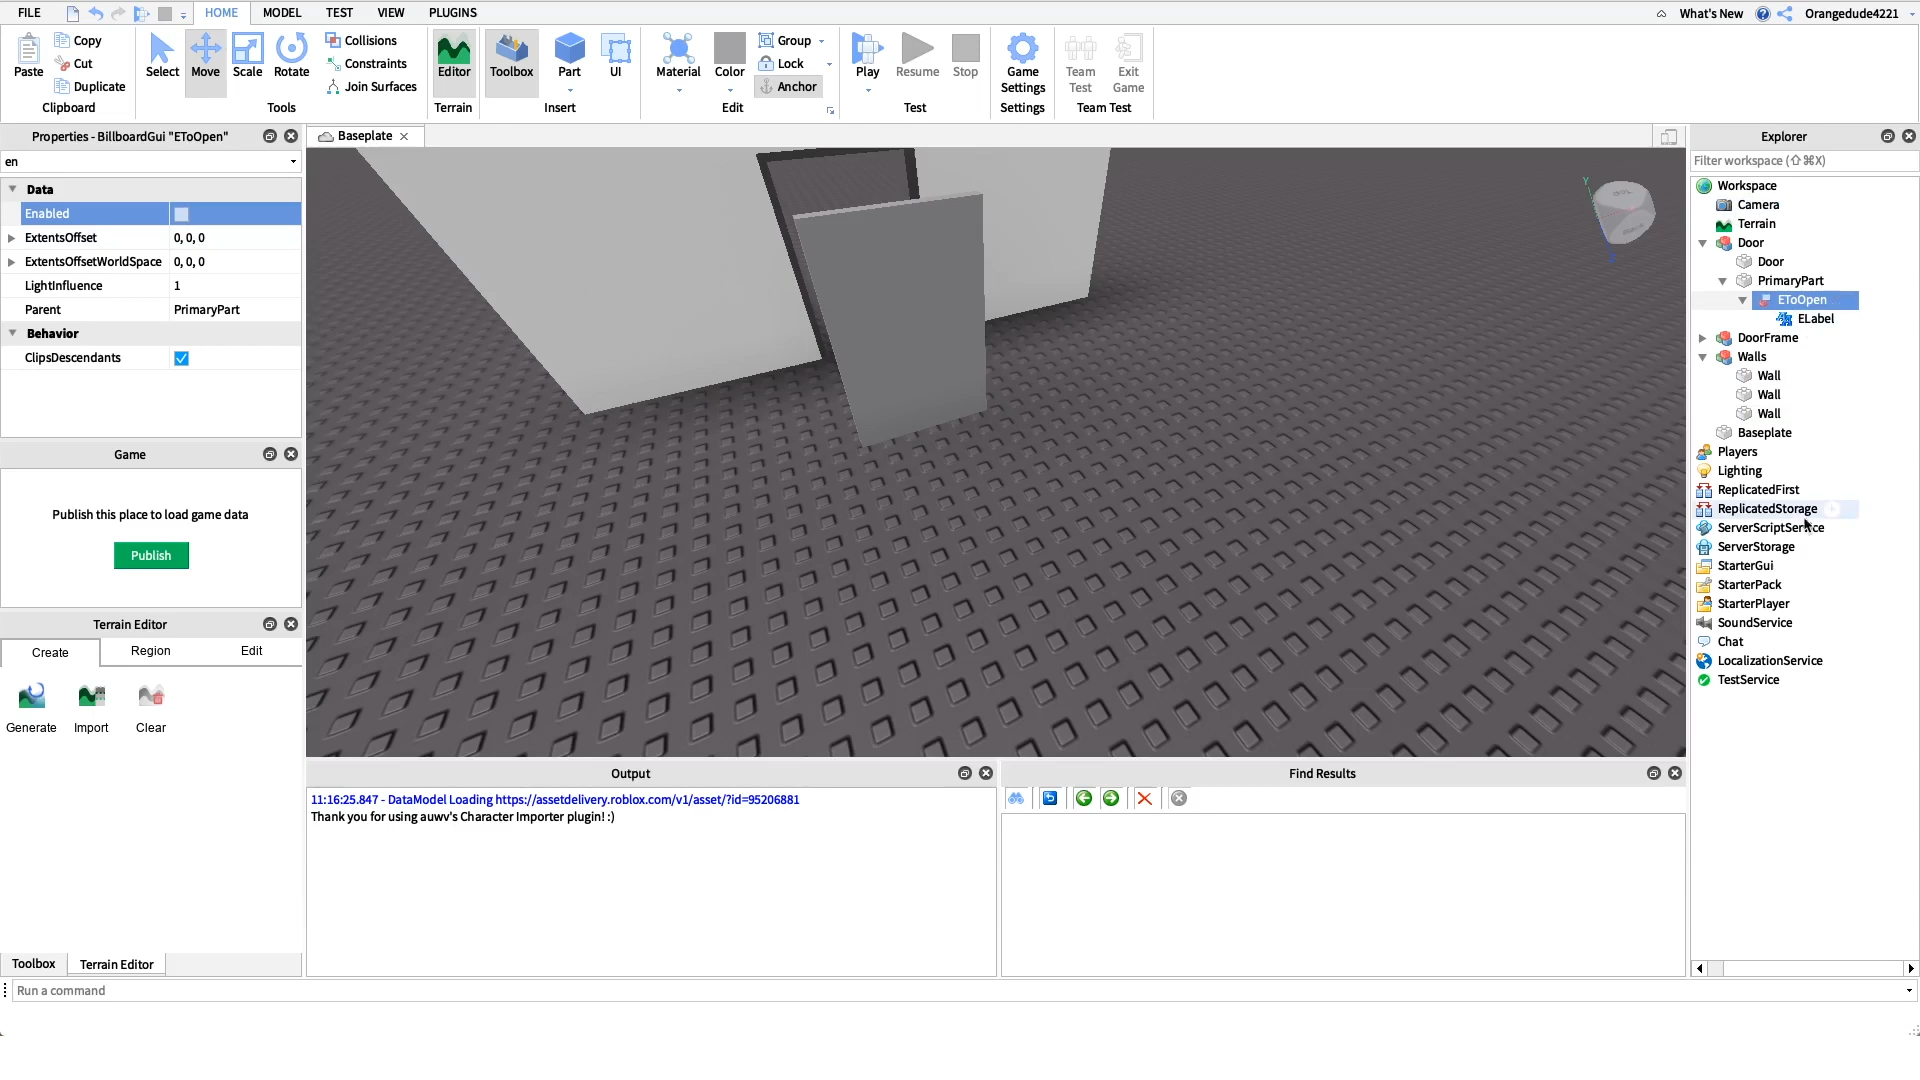 FILE HOME MODEL TEST VIEW PLUGINS What's New Orangedude4221
Paste Copy Cut Duplicate Clipboard
Select Move Scale Rotate Collisions Constraints Join Surfaces Tools
Editor Terrain
Toolbox Part UI Insert
Material Color Group Lock Anchor Edit
Play Resume Stop Test
Game Settings Settings
Team Test Exit Game Team Test
Properties - BillboardGui "EToOpen"
en
Data
Enabled
ExtentsOffset 0, 0, 0
ExtentsOffsetWorldSpace 0, 0, 0
LightInfluence 1
Parent PrimaryPart
Behavior
ClipsDescendants
Game
Publish this place to load game data
Publish
Terrain Editor
Create Region Edit
Generate Import Clear
Toolbox Terrain Editor
Baseplate
Y
Output
11:16:25.847 - DataModel Loading https://assetdelivery.roblox.com/v1/asset/?id=95206881
Thank you for using auwv's Character Importer plugin! :)
Find Results
Explorer
Filter workspace (⇧⌘X)
Workspace
Camera
Terrain
Door
Door
PrimaryPart
EToOpen
ELabel
DoorFrame
Walls
Wall
Wall
Wall
Baseplate
Players
Lighting
ReplicatedFirst
ReplicatedStorage
ServerScriptService
ServerStorage
StarterGui
StarterPack
StarterPlayer
SoundService
Chat
LocalizationService
TestService
Run a command